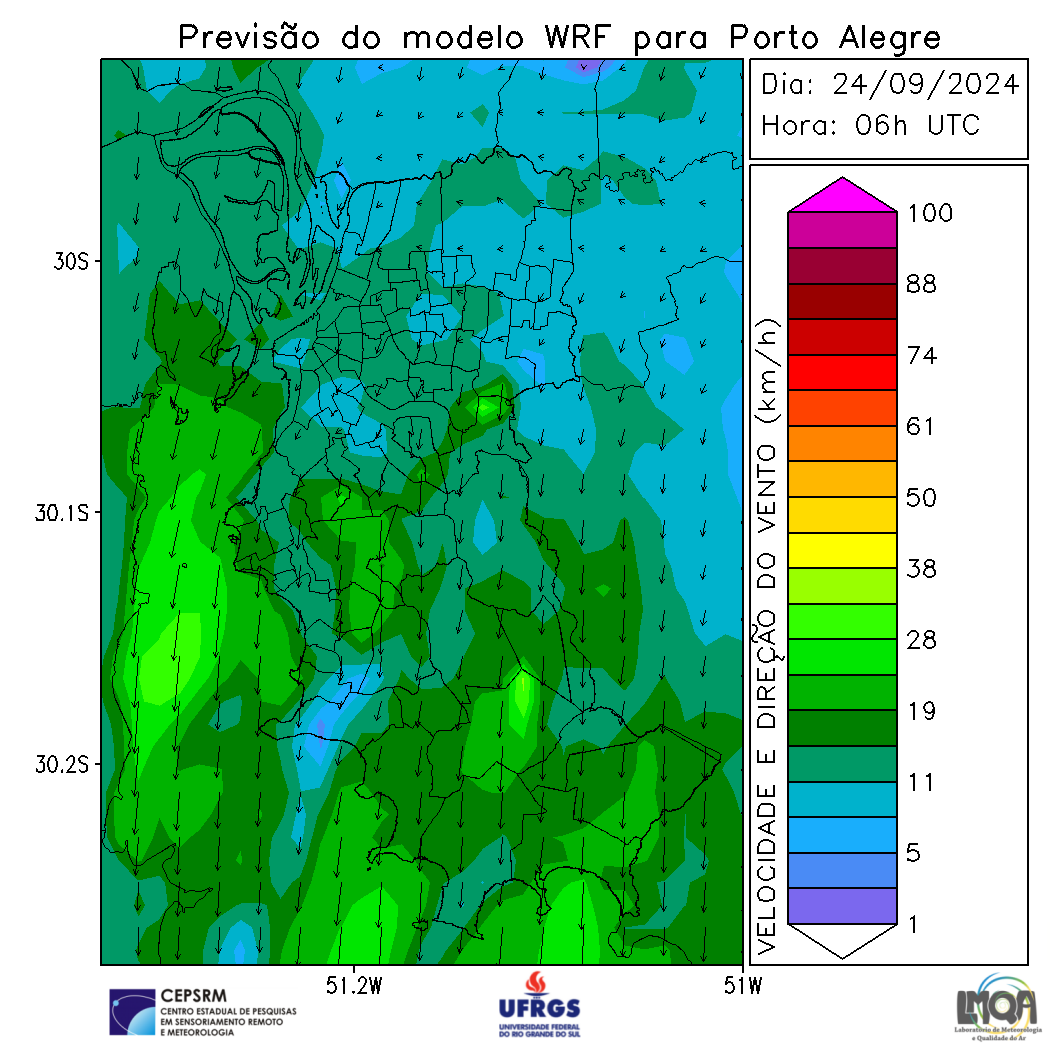 Previsão do modelo WRF para Porto Alegre
Dia: 24/09/2024
Hora: 06h UTC
30S
30.1S
30.2S
51.2W
51W
VELOCIDADE E DIREÇÃO DO VENTO (km/h)
100
88
74
61
50
38
28
19
11
5
1
CEPSRM
CENTRO ESTADUAL DE PESQUISAS
EM SENSORIAMENTO REMOTO
E METEOROLOGIA
UFRGS
UNIVERSIDADE FEDERAL
DO RIO GRANDE DO SUL
LMQA
Laboratório de Meteorologia
e Qualidade do Ar